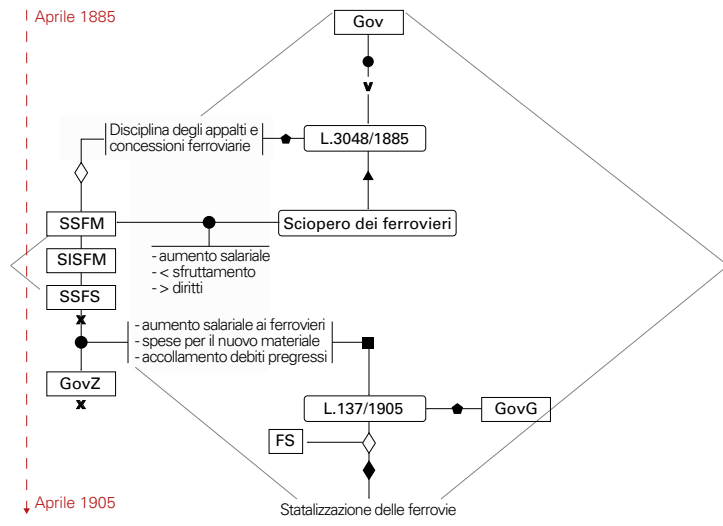 Aprile 1885
Gov
v
Disciplina degli appalti e
concessioni ferroviarie
L.3048/1885
SSFM
Sciopero dei ferrovieri
SISFM
- aumento salariale
- < sfruttamento
- > diritti
SSFS
x
- aumento salariale ai ferrovieri
- spese per il nuovo materiale
- accollamento debiti pregressi
GovZ
x
L.137/1905
GovG
FS
Aprile 1905
Statalizzazione delle ferrovie